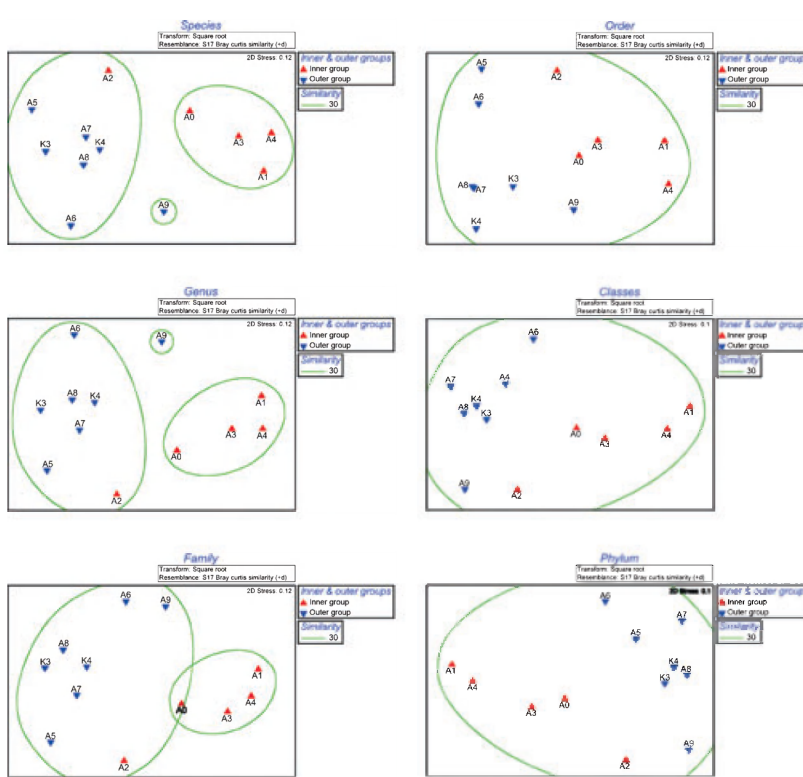 Species
Transform: Square root
Resemblance: S17 Bray curtis similarity (+d)
2D Stress: 0.12
Inner & outer groups
Inner group
Outer group
Similarity
30
A2
A5
A0
A7
A3
A4
K3
K4
A8
A1
A9
A6
Order
Transform: Square root
Resemblance: S17 Bray curtis similarity (+d)
2D Stress: 0.12
Inner & outer groups
Inner group
Outer group
Similarity
30
A5
A2
A6
A3
A1
A0
A8
A7
K3
A4
A9
K4
Genus
Transform: Square root
Resemblance: S17 Bray curtis similarity (+d)
2D Stress: 0.12
Inner & outer groups
Inner group
Outer group
Similarity
30
A6
A9
A8
K4
K3
A1
A7
A3
A4
A0
A5
A2
Classes
Transform: Square root
Resemblance: S17 Bray curtis similarity (+d)
2D Stress: 0.1
Inner & outer groups
Inner group
Outer group
Similarity
30
A6
A7
A4
K4
A8
K3
A1
A0
A4
A3
A9
A2
Family
Transform: Square root
Resemblance: S17 Bray curtis similarity (+d)
2D Stress: 0.12
Inner & outer groups
Inner group
Outer group
Similarity
30
A6
A9
A8
K3
K4
A1
A7
A4
A0
A3
A5
A2
Phylum
Transform: Square root
Resemblance: S17 Bray curtis similarity (+d)
2D Stress: 0.1
Inner & outer groups
Inner group
Outer group
Similarity
30
A6
A7
A5
A1
K4
A8
A4
K3
A3
A0
A9
A2